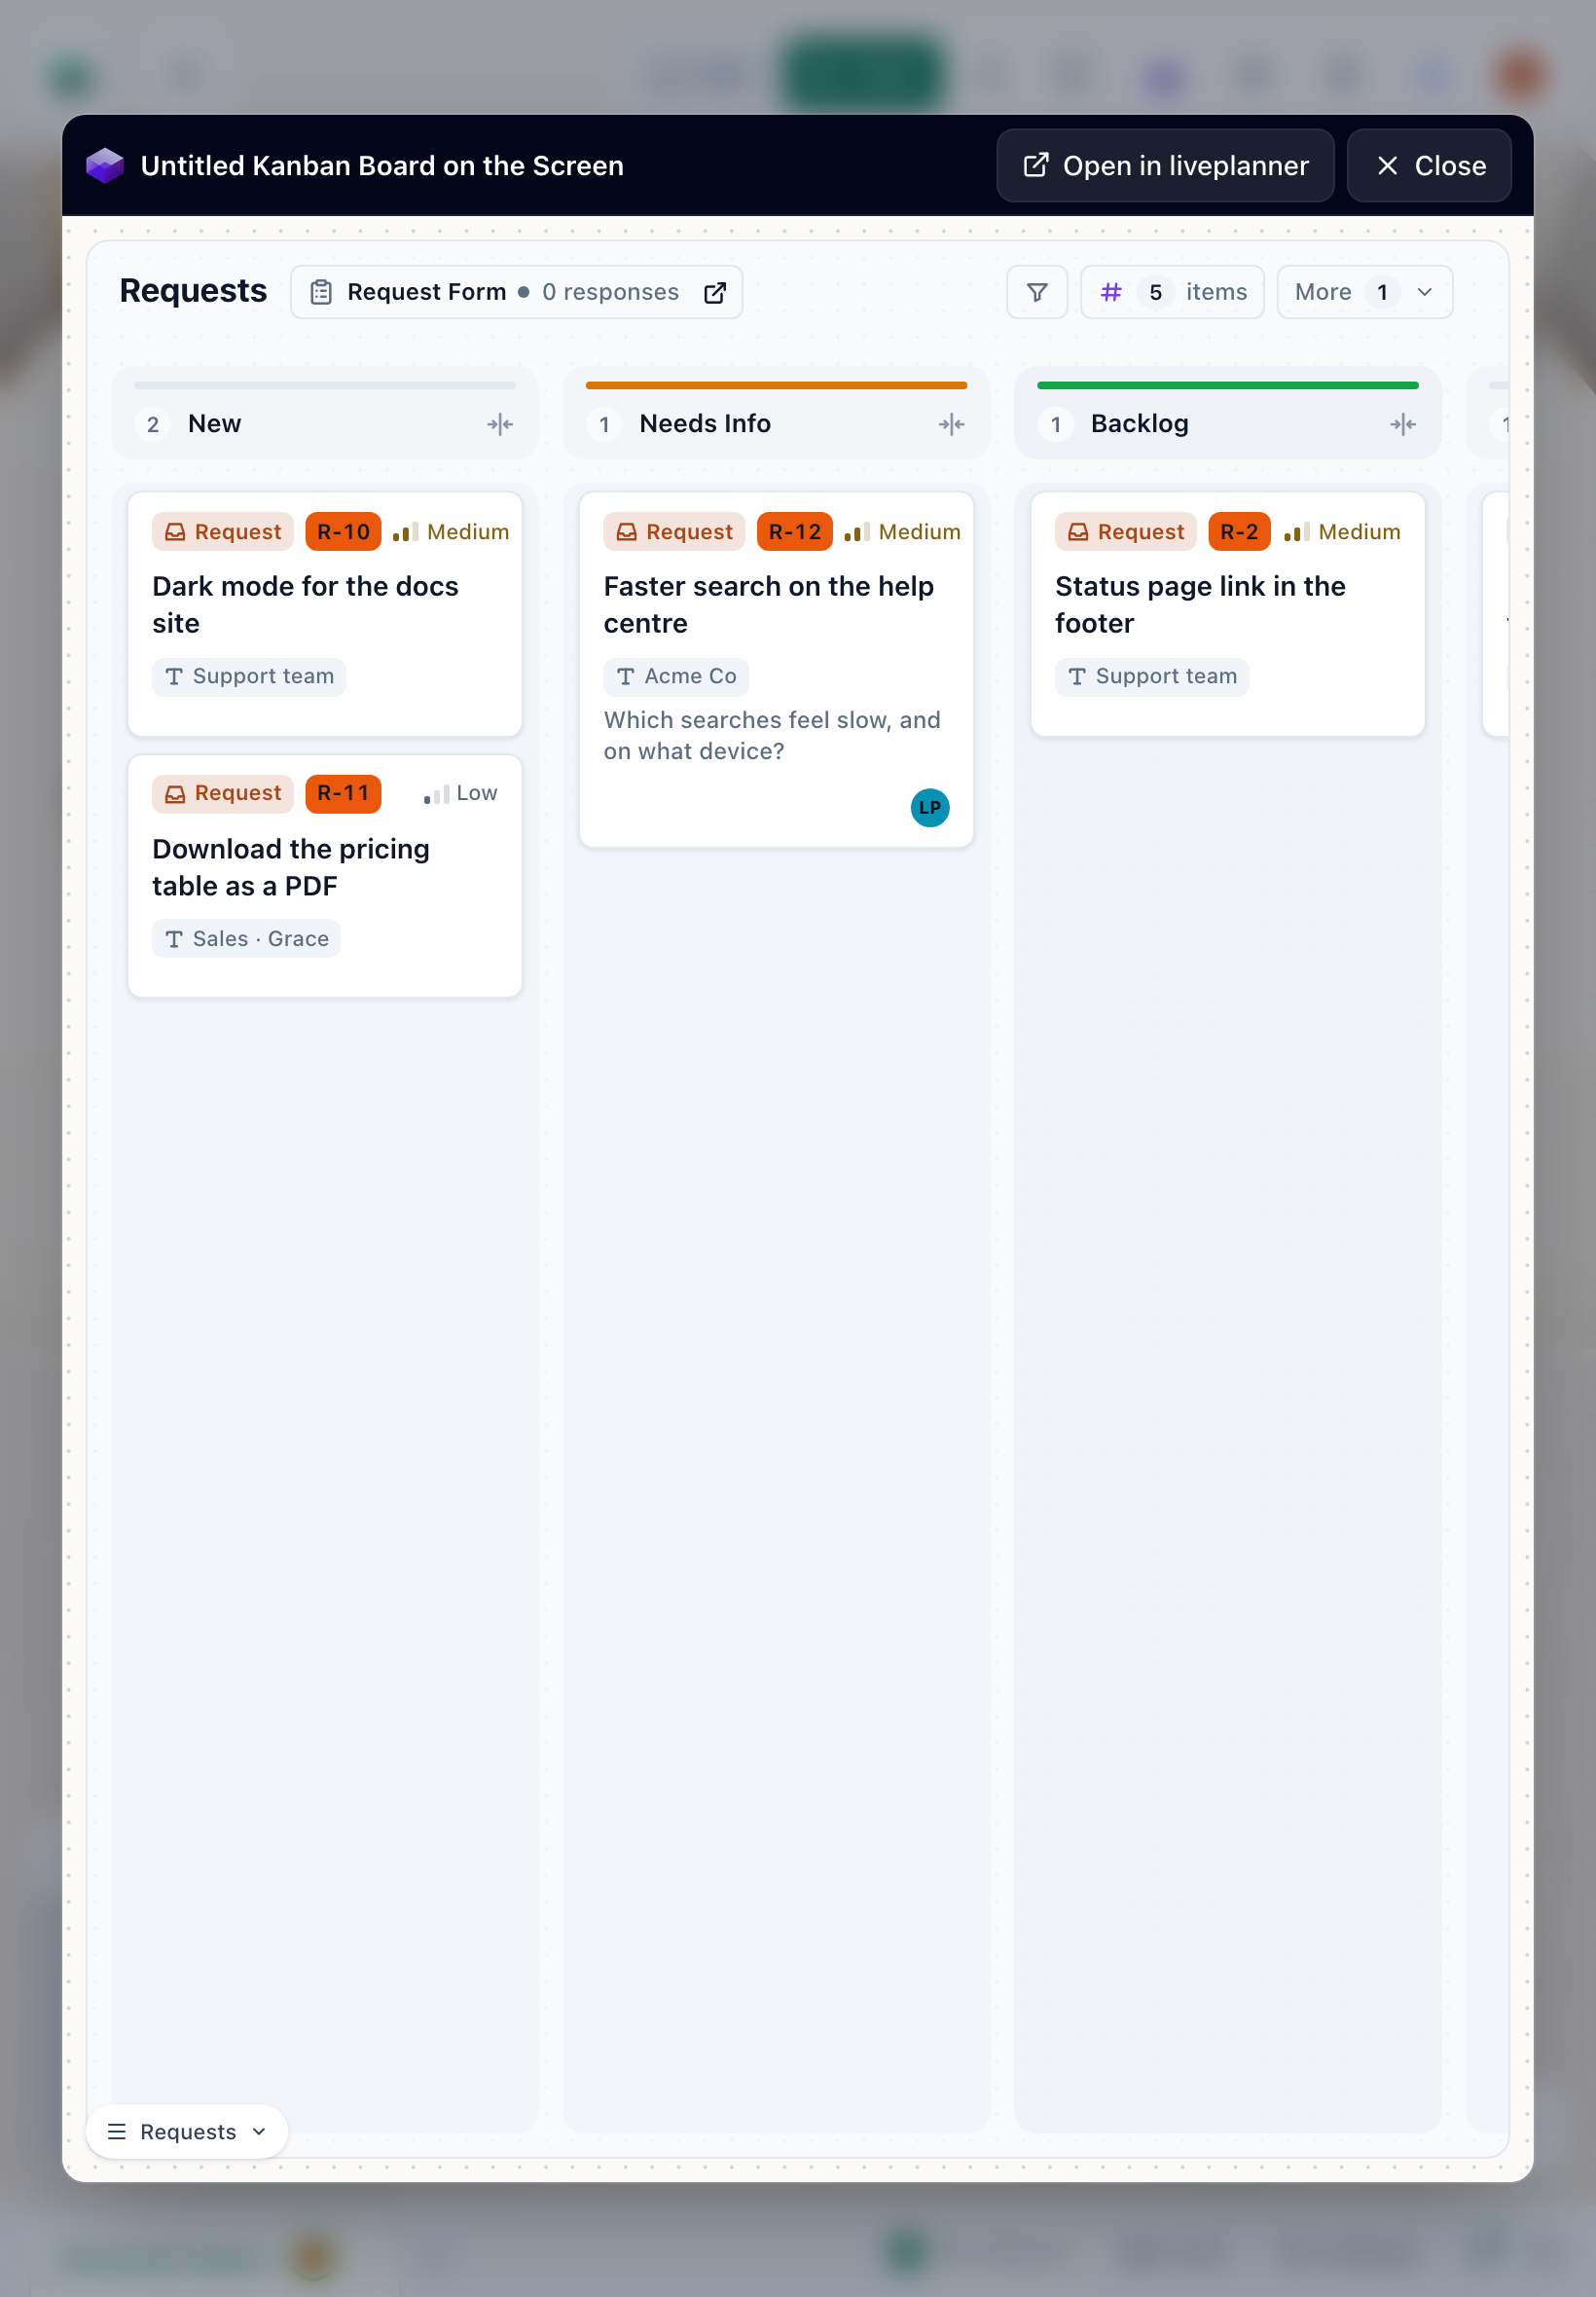 Untitled Kanban Board on the Screen
Open in liveplanner
Close
Requests
Request Form
0 responses
5 items
More 1
2 New
1 Needs Info
1 Backlog
Request R-10 Medium
Dark mode for the docs
site
Support team
Request R-11 Low
Download the pricing
table as a PDF
Sales · Grace
Request R-12 Medium
Faster search on the help
centre
Acme Co
Which searches feel slow, and
on what device?
LP
Request R-2 Medium
Status page link in the
footer
Support team
Requests